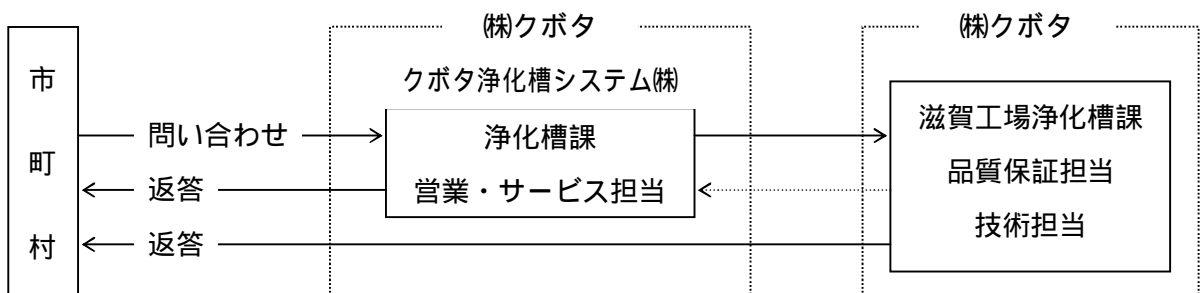 ㈱クボタ
㈱クボタ
クボタ浄化槽システム㈱
市
町
村
問い合わせ
返答
返答
浄化槽課
営業・サービス担当
滋賀工場浄化槽課
品質保証担当
技術担当